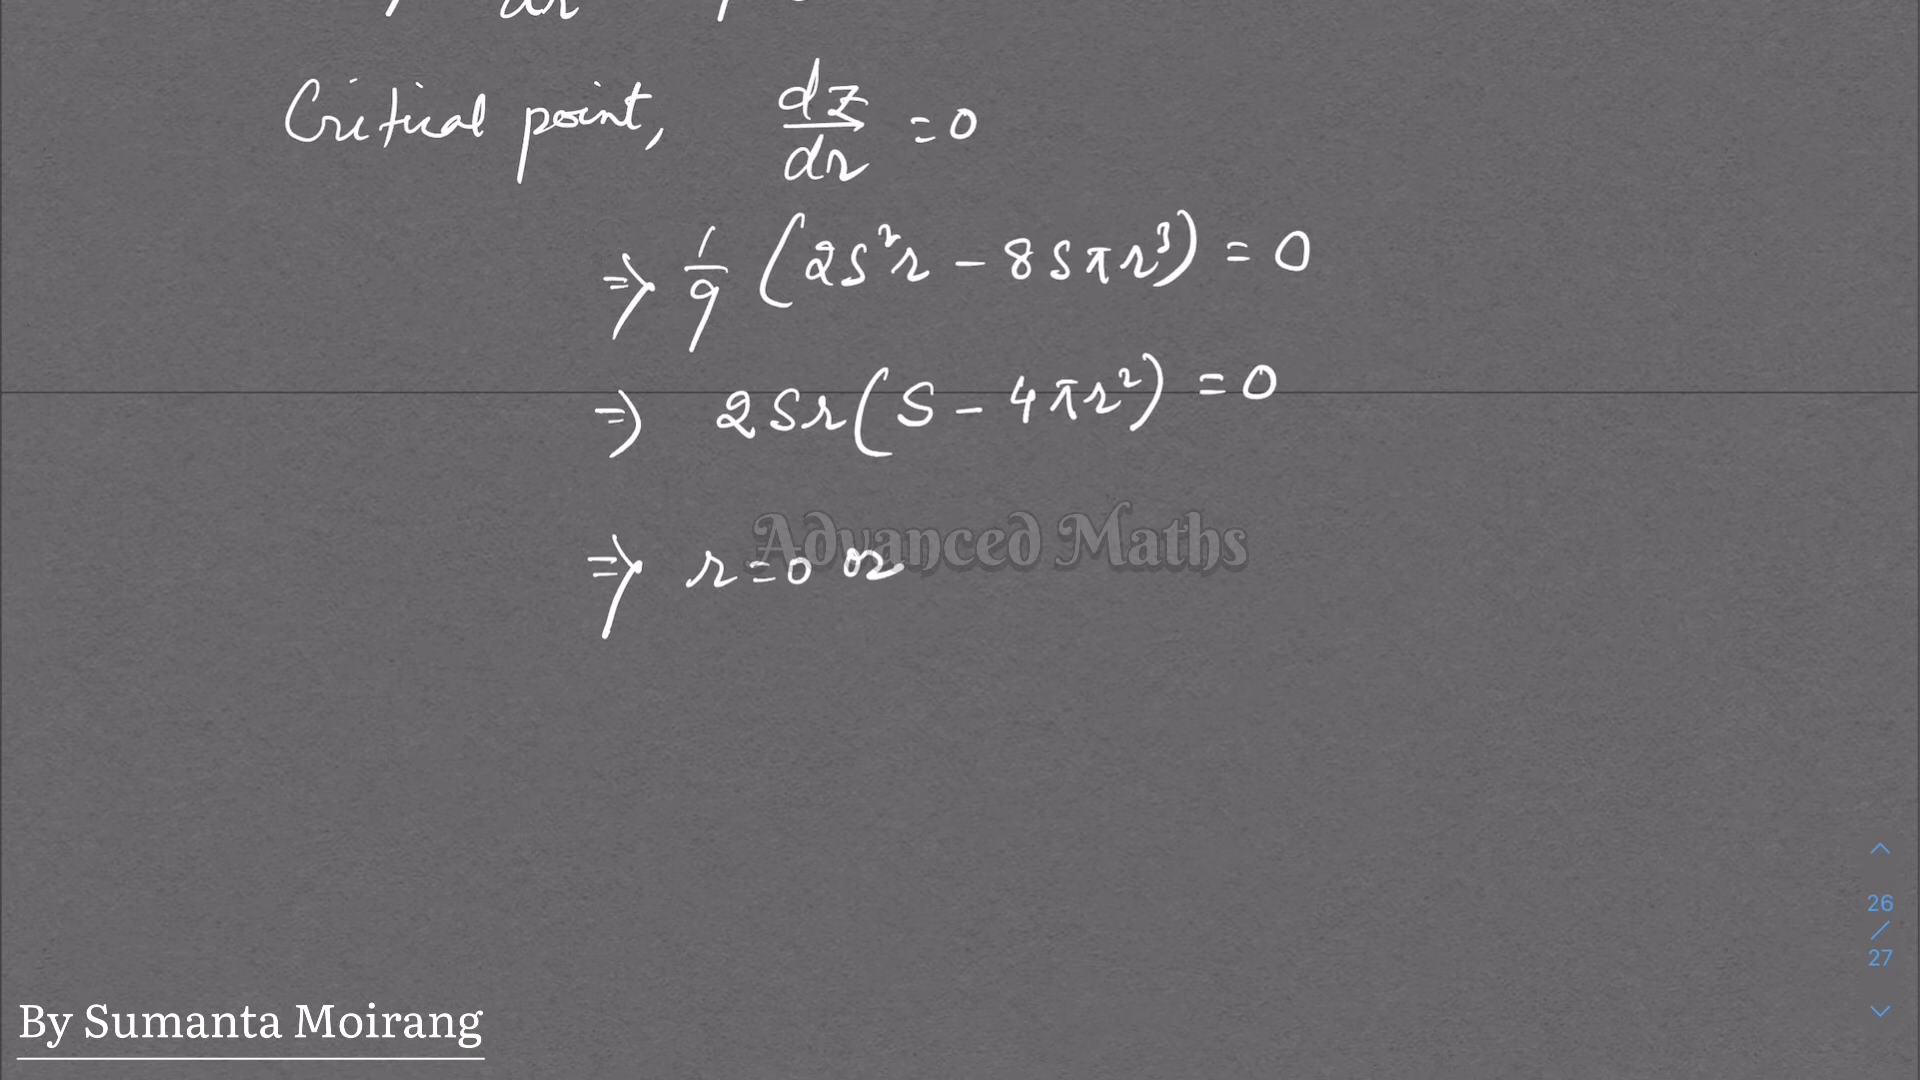 Critical point, dz/dr = 0
⇒ 1/9 (2S²r − 8Sπr³) = 0
⇒ 2Sr(S − 4πr²) = 0
Advanced Maths
⇒ r = 0 or
26
/
27
By Sumanta Moirang